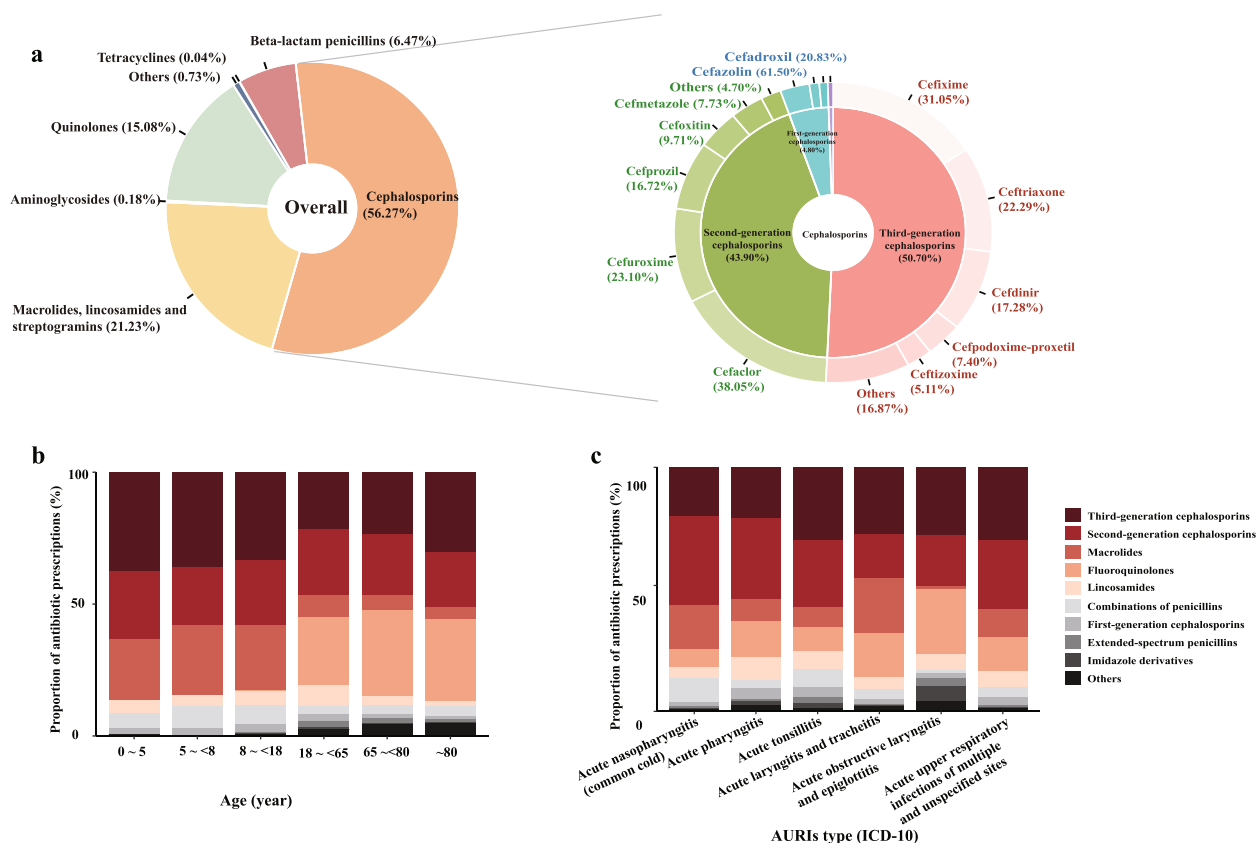 a
Beta-lactam penicillins (6.47%)
Tetracyclines (0.04%)
Others (0.73%)
Quinolones (15.08%)
Aminoglycosides (0.18%)
Overall
Cephalosporins
(56.27%)
Macrolides, lincosamides and
streptogramins (21.23%)
Cefadroxil (20.83%)
Cefazolin (61.50%)
Others (4.70%)
Cefmetazole (7.73%)
Cefoxitin
(9.71%)
Cefprozil
(16.72%)
Cefuroxime
(23.10%)
Cefaclor
(38.05%)
First-generation
cephalosporins
(4.80%)
Second-generation
cephalosporins
(43.90%)
Cephalosporins
Third-generation
cephalosporins
(50.70%)
Cefixime
(31.05%)
Ceftriaxone
(22.29%)
Cefdinir
(17.28%)
Cefpodoxime-proxetil
(7.40%)
Ceftizoxime
(5.11%)
Others
(16.87%)
b
Proportion of antibiotic prescriptions (%)
100
50
0
0 ~ 5
5 ~ <8
8 ~ <18
18 ~ <65
65 ~<80
~80
Age (year)
c
Proportion of antibiotic prescriptions (%)
100
50
0
Acute nasopharyngitis
(common cold)
Acute pharyngitis
Acute tonsillitis
Acute laryngitis and tracheitis
Acute obstructive laryngitis
and epiglottitis
Acute upper respiratory
infections of multiple
and unspecified sites
AURIs type (ICD-10)
Third-generation cephalosporins
Second-generation cephalosporins
Macrolides
Fluoroquinolones
Lincosamides
Combinations of penicillins
First-generation cephalosporins
Extended-spectrum penicillins
Imidazole derivatives
Others